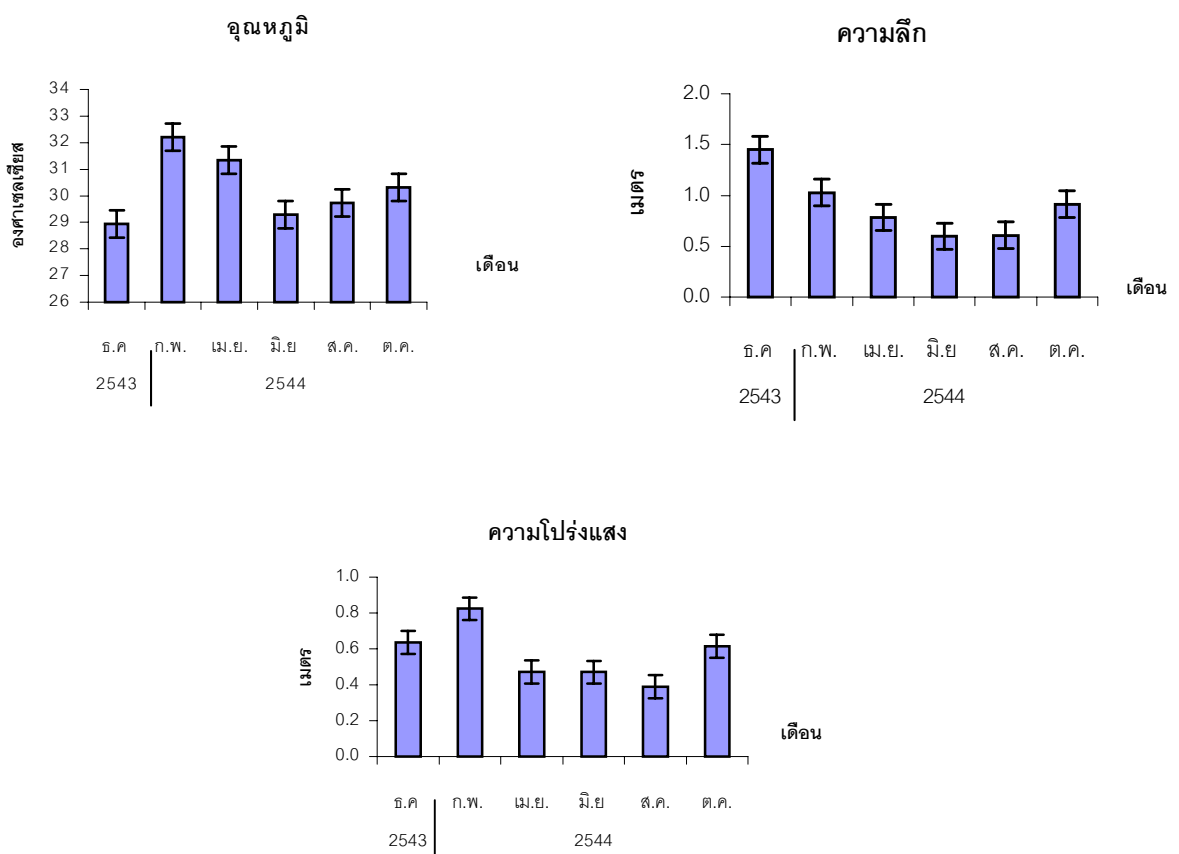 อุณหภูมิ
องศาเซลเซียส
34
33
32
31
30
29
28
27
26
เดือน
ธ.ค ก.พ. เม.ย. มิ.ย ส.ค. ต.ค.
2543 2544
ความลึก
เมตร
2.0
1.5
1.0
0.5
0.0
เดือน
ธ.ค ก.พ. เม.ย. มิ.ย ส.ค. ต.ค.
2543 2544
ความโปร่งแสง
เมตร
1.0
0.8
0.6
0.4
0.2
0.0
เดือน
ธ.ค ก.พ. เม.ย. มิ.ย ส.ค. ต.ค.
2543 2544